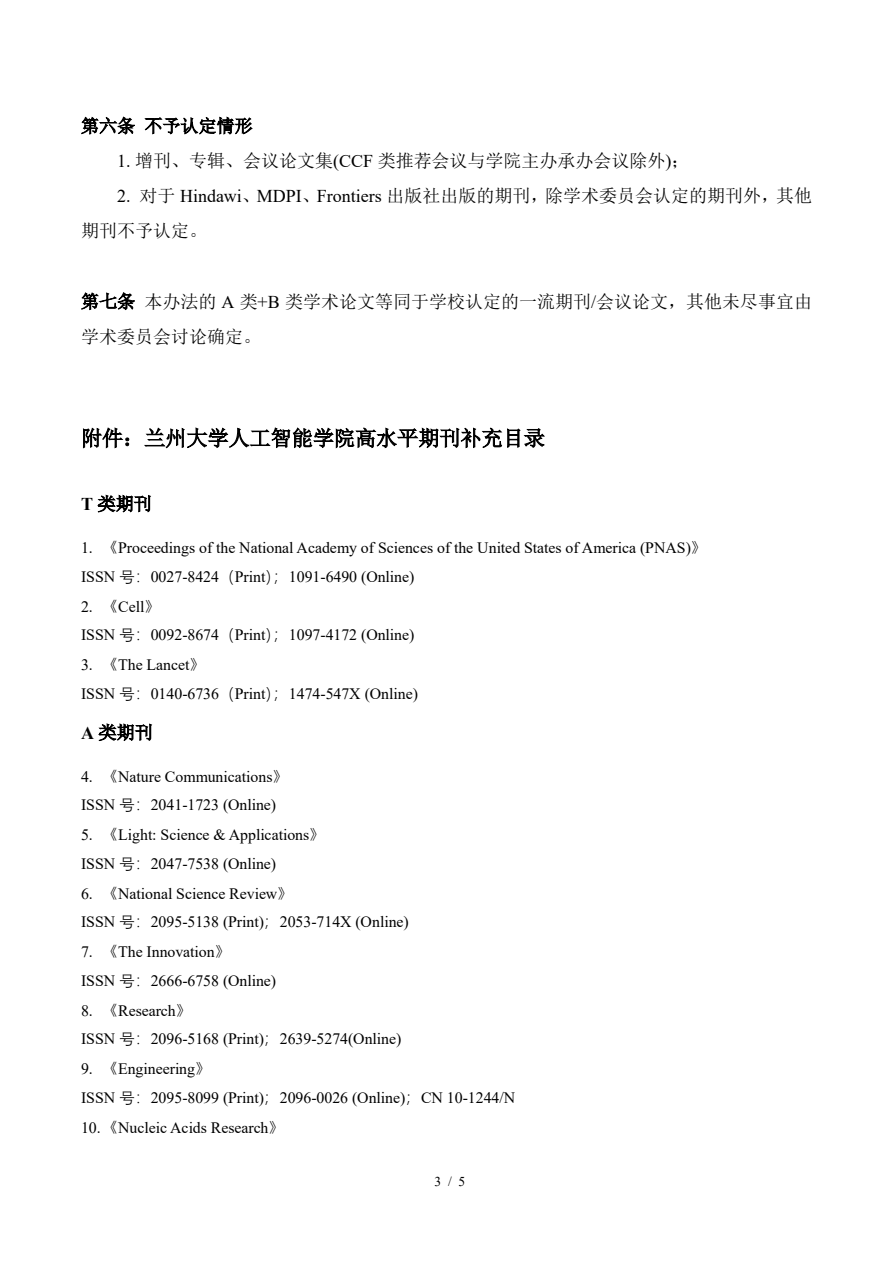 第六条 不予认定情形
1. 增刊、专辑、会议论文集(CCF 类推荐会议与学院主办承办会议除外)；
2. 对于 Hindawi、MDPI、Frontiers 出版社出版的期刊，除学术委员会认定的期刊外，其他
期刊不予认定。
第七条 本办法的 A 类+B 类学术论文等同于学校认定的一流期刊/会议论文，其他未尽事宜由
学术委员会讨论确定。
附件：兰州大学人工智能学院高水平期刊补充目录
T 类期刊
1. 《Proceedings of the National Academy of Sciences of the United States of America (PNAS)》
ISSN 号：0027-8424（Print）；1091-6490 (Online)
2. 《Cell》
ISSN 号：0092-8674（Print）；1097-4172 (Online)
3. 《The Lancet》
ISSN 号：0140-6736（Print）；1474-547X (Online)
A 类期刊
4. 《Nature Communications》
ISSN 号：2041-1723 (Online)
5. 《Light: Science & Applications》
ISSN 号：2047-7538 (Online)
6. 《National Science Review》
ISSN 号：2095-5138 (Print)；2053-714X (Online)
7. 《The Innovation》
ISSN 号：2666-6758 (Online)
8. 《Research》
ISSN 号：2096-5168 (Print)；2639-5274(Online)
9. 《Engineering》
ISSN 号：2095-8099 (Print)；2096-0026 (Online)；CN 10-1244/N
10. 《Nucleic Acids Research》
3 / 5